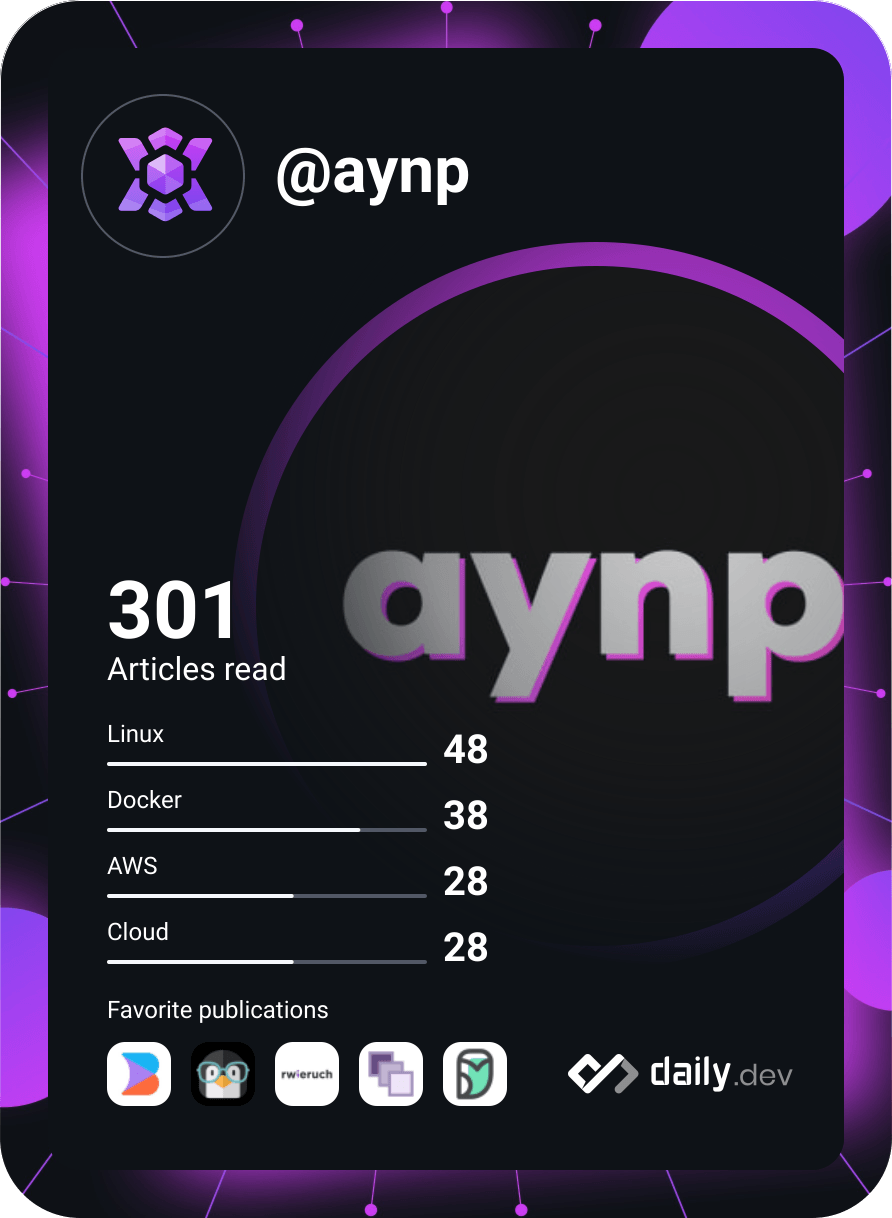 @aynp
aynp
301
Articles read
Linux
48
Docker
38
AWS
28
Cloud
28
Favorite publications
rwieruch
daily.dev